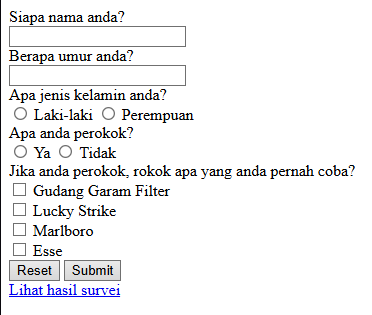 Siapa nama anda?
Berapa umur anda?
Apa jenis kelamin anda?
Laki-laki Perempuan
Apa anda perokok?
Ya Tidak
Jika anda perokok, rokok apa yang anda pernah coba?
Gudang Garam Filter
Lucky Strike
Marlboro
Esse
Reset Submit
Lihat hasil survei